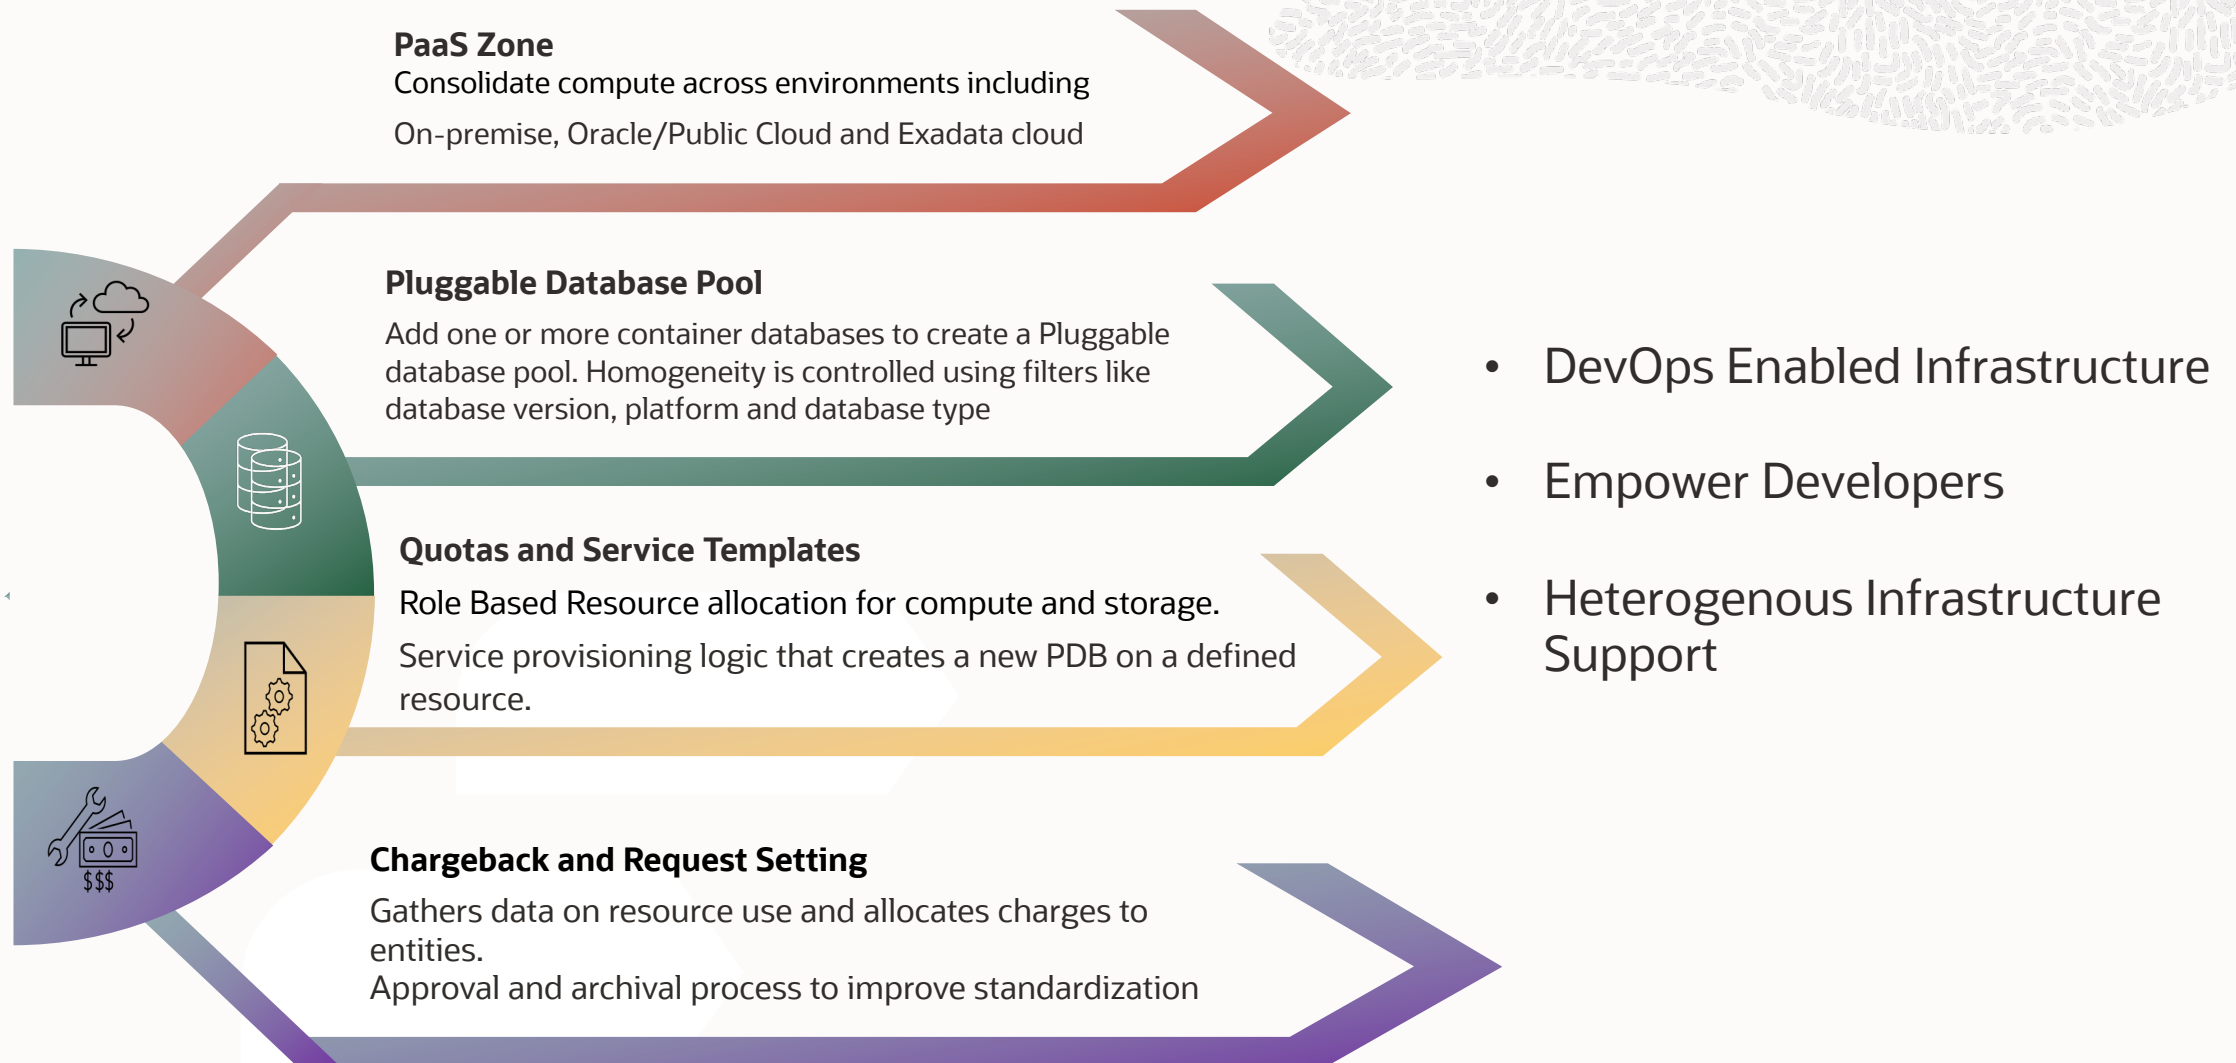 PaaS Zone
Consolidate compute across environments including
On-premise, Oracle/Public Cloud and Exadata cloud
Pluggable Database Pool
Add one or more container databases to create a Pluggable
database pool. Homogeneity is controlled using filters like
database version, platform and database type
Quotas and Service Templates
Role Based Resource allocation for compute and storage.
Service provisioning logic that creates a new PDB on a defined
resource.
$$$
Chargeback and Request Setting
Gathers data on resource use and allocates charges to
entities.
Approval and archival process to improve standardization
• DevOps Enabled Infrastructure
• Empower Developers
• Heterogenous Infrastructure
Support